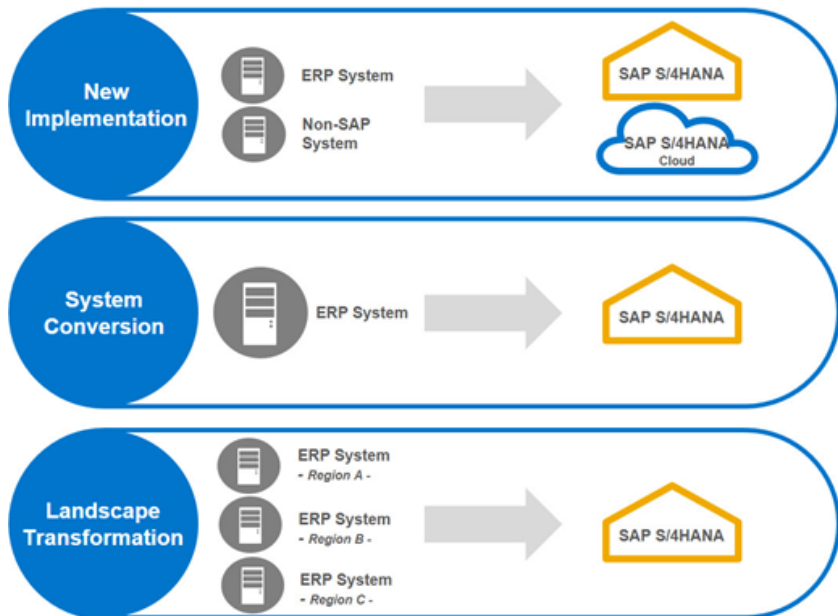 New
Implementation
ERP System
Non-SAP
System
SAP S/4HANA
SAP S/4HANA
Cloud
System
Conversion
ERP System
SAP S/4HANA
Landscape
Transformation
ERP System
- Region A -
ERP System
- Region B -
ERP System
- Region C -
SAP S/4HANA